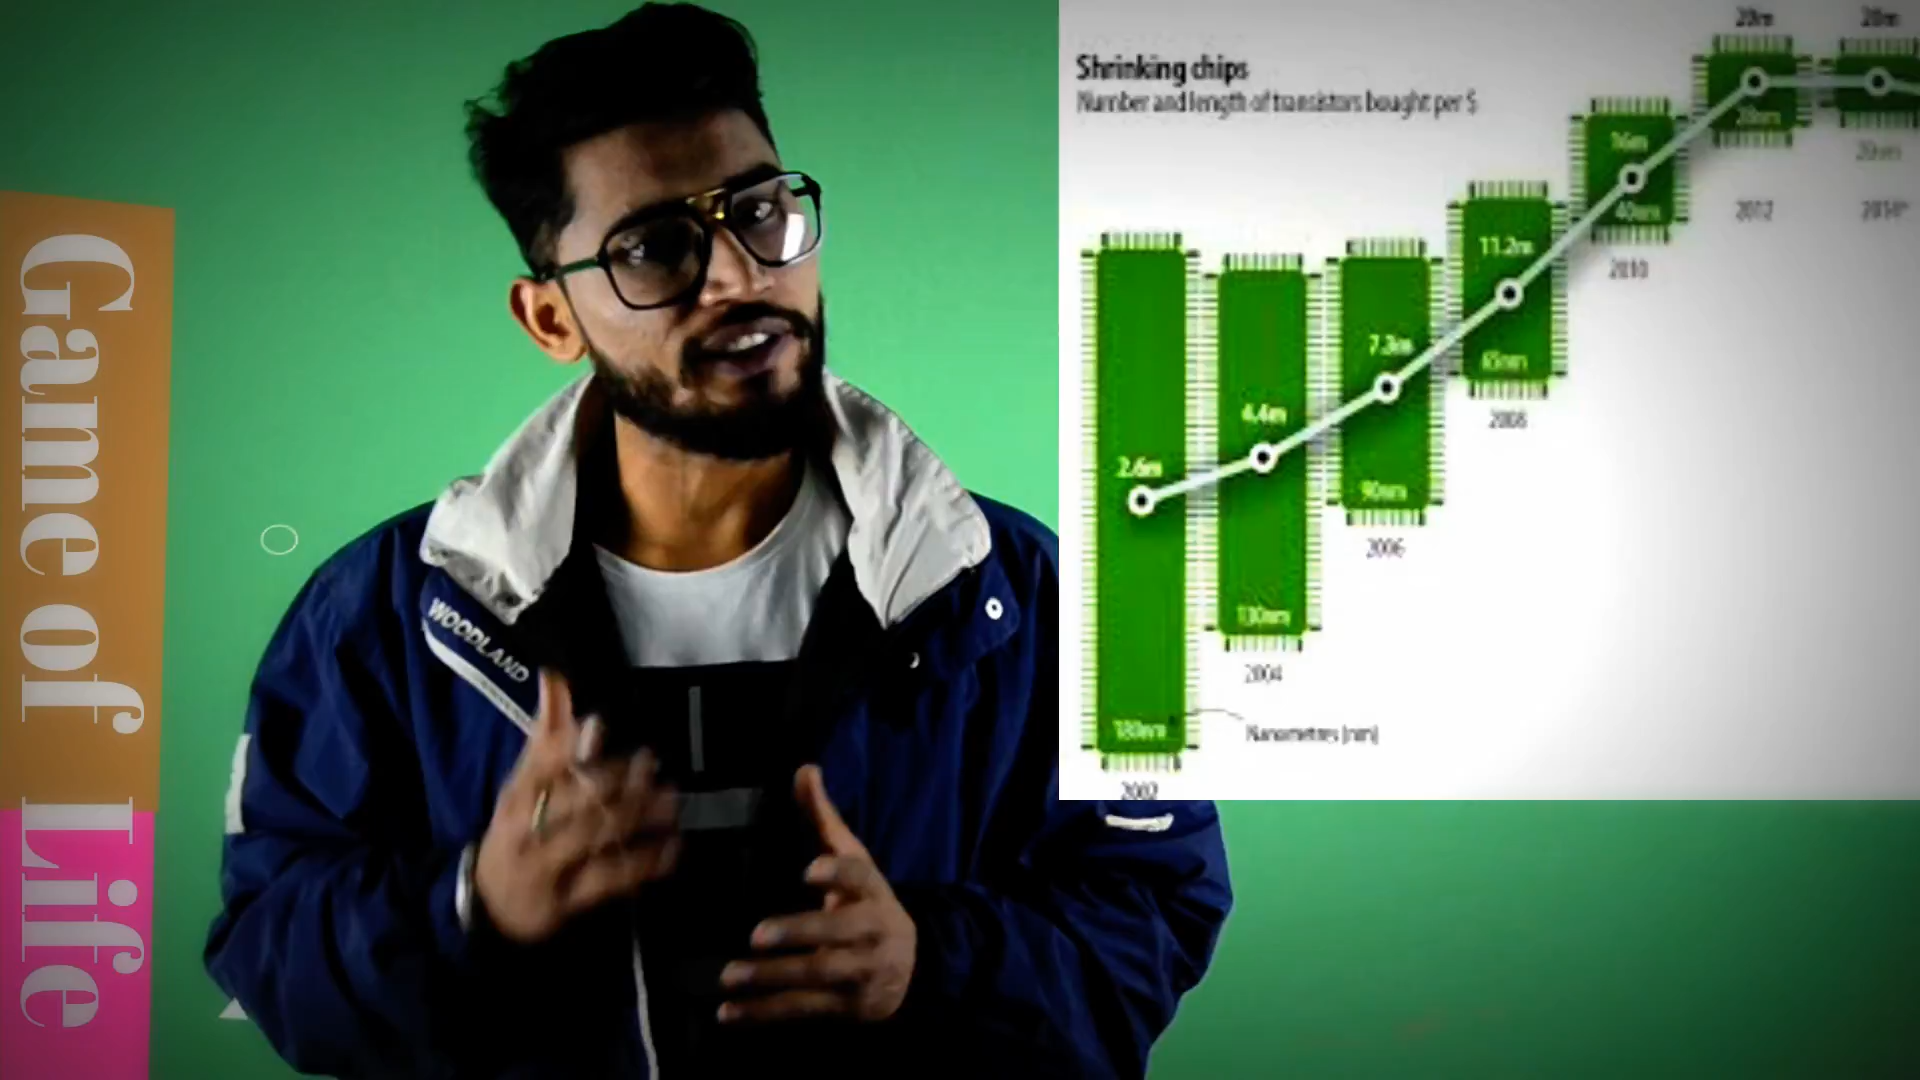 Game of Life
WOODLAND
Shrinking chips
Number and length of transistors bought per $
2.6m
180nm
2002
4.4m
130nm
2004
7.3m
90nm
2006
11.2m
65nm
2008
16m
40nm
2010
20m
28nm
2012
20m
20nm
Nanometres (nm)